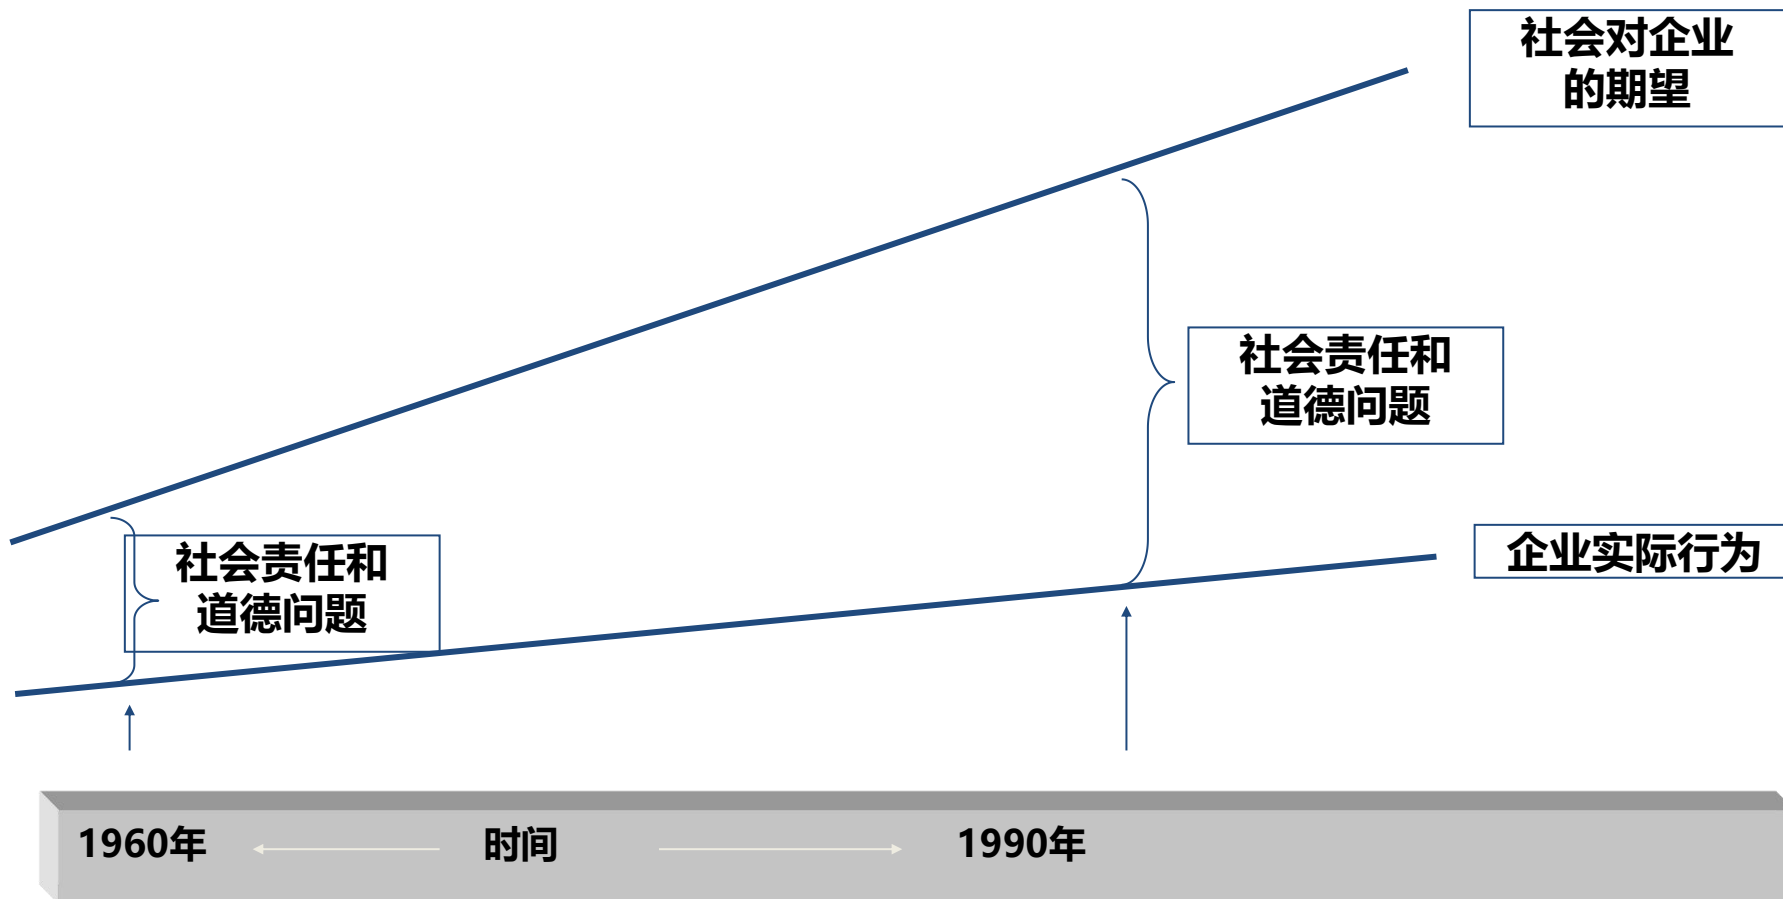 社会对企业
的期望
社会责任和
道德问题
社会责任和
道德问题
企业实际行为
1960年
时间
1990年